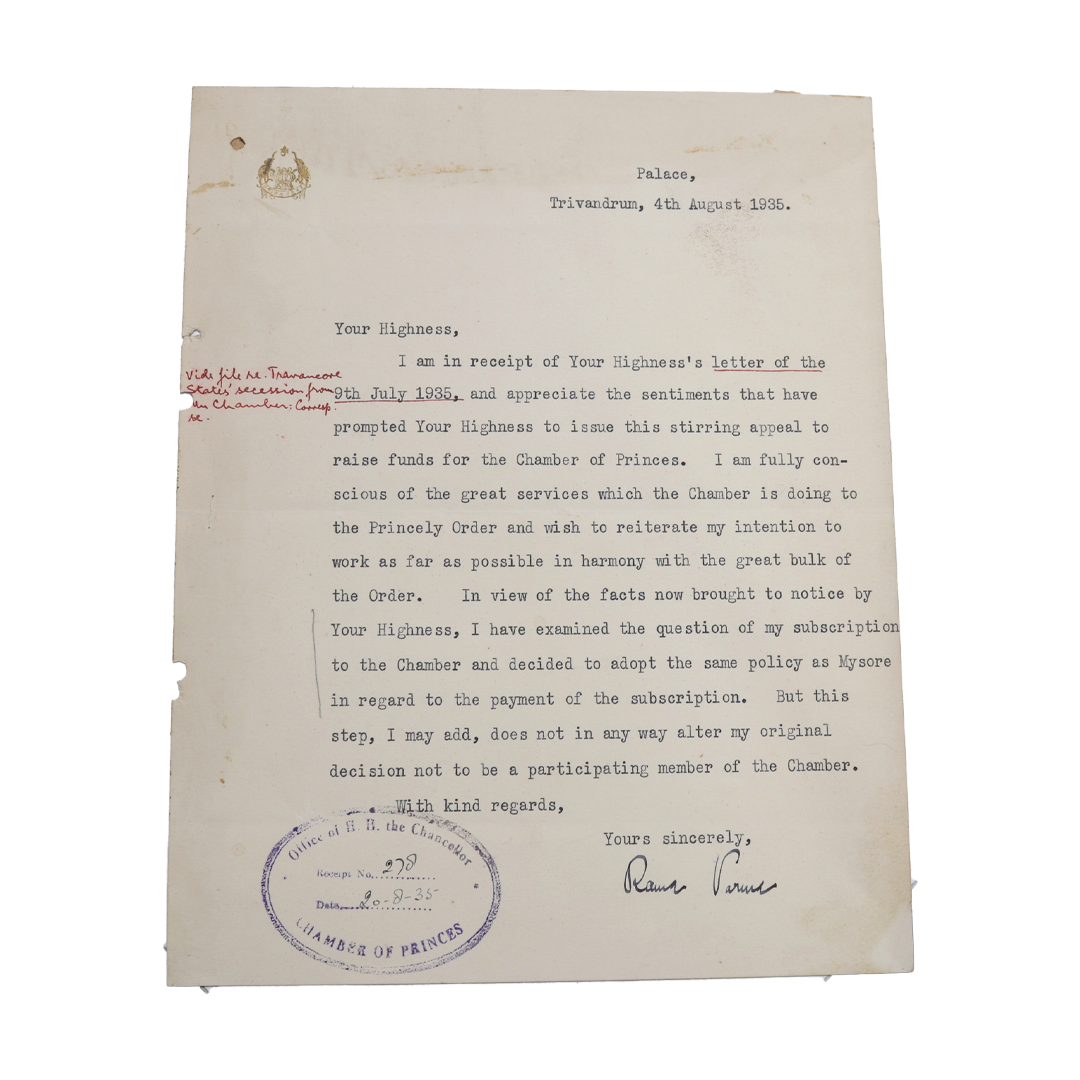 Palace,
Trivandrum, 4th August 1935.
Your Highness,
I am in receipt of Your Highness's letter of the
9th July 1935, and appreciate the sentiments that have
prompted Your Highness to issue this stirring appeal to
raise funds for the Chamber of Princes. I am fully con-
scious of the great services which the Chamber is doing to
the Princely Order and wish to reiterate my intention to
work as far as possible in harmony with the great bulk of
the Order. In view of the facts now brought to notice by
Your Highness, I have examined the question of my subscription
to the Chamber and decided to adopt the same policy as Mysore
in regard to the payment of the subscription. But this
step, I may add, does not in any way alter my original
decision not to be a participating member of the Chamber.
With kind regards,
Yours sincerely,
Rama Varma
Vide file re. Travancore
States' secession from
the Chamber: Corresp.
re.
Office of H. H. the Chancellor
Receipt No. 278
Date 20-8-35
CHAMBER OF PRINCES